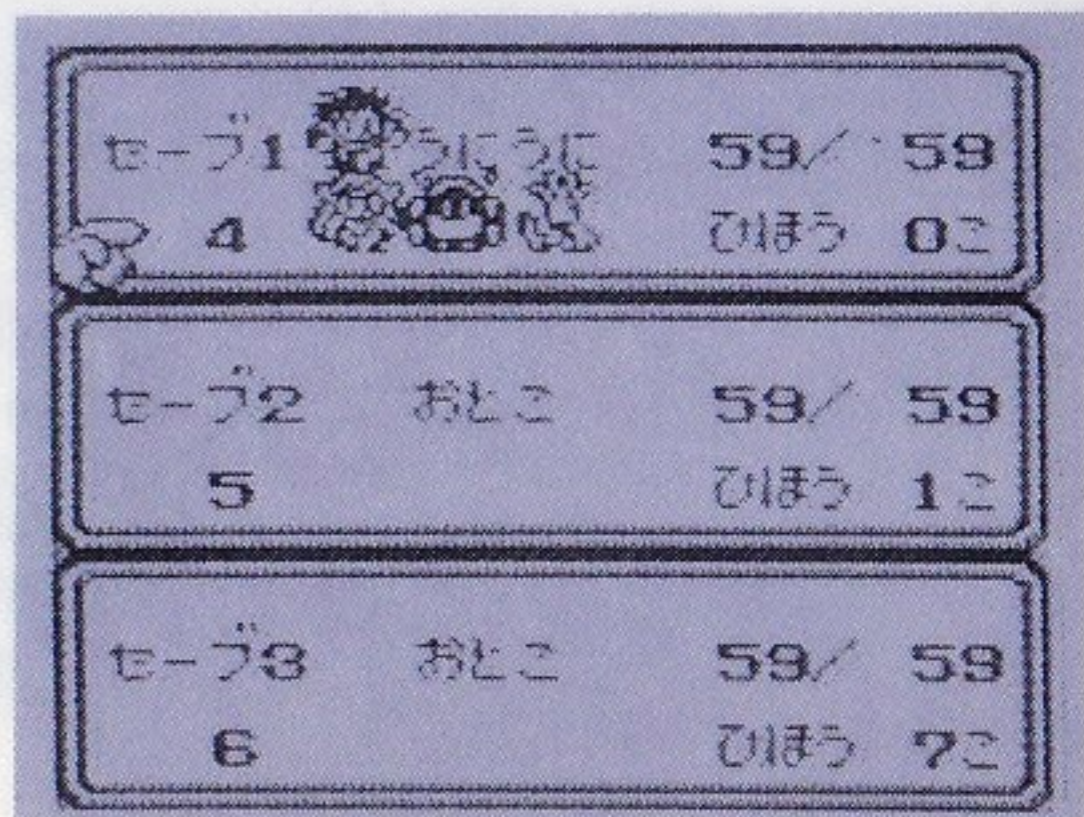 セーブ1 うにうに 59/ 59
4 ひほう 0こ
セーブ2 おとこ 59/ 59
5 ひほう 1こ
セーブ3 おとこ 59/ 59
6 ひほう 7こ